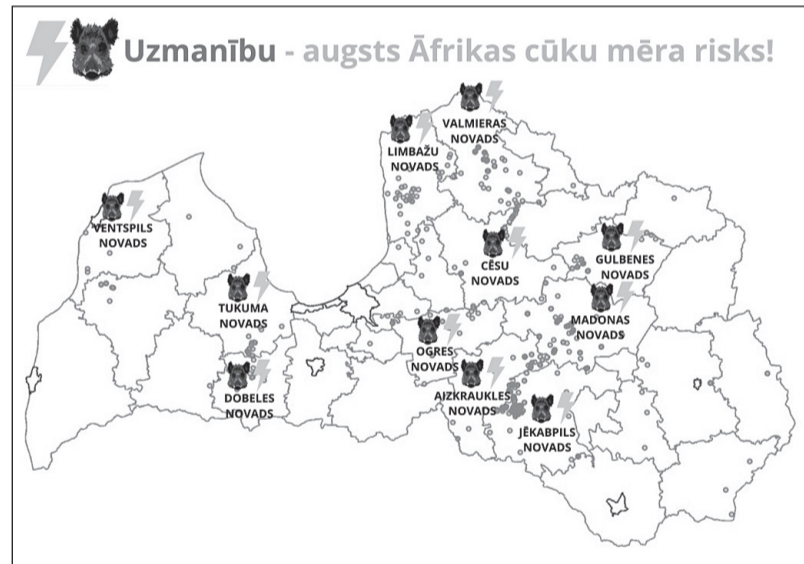 Uzmanību - augsts Āfrikas cūku mēra risks!
VALMIERAS
NOVADS
LIMBAŽU
NOVADS
VENTSPILS
NOVADS
CĒSU
NOVADS
GULBENES
NOVADS
TUKUMA
NOVADS
MADONAS
NOVADS
OGRES
NOVADS
DOBELES
NOVADS
AIZKRAUKLES
NOVADS
JĒKABPILS
NOVADS